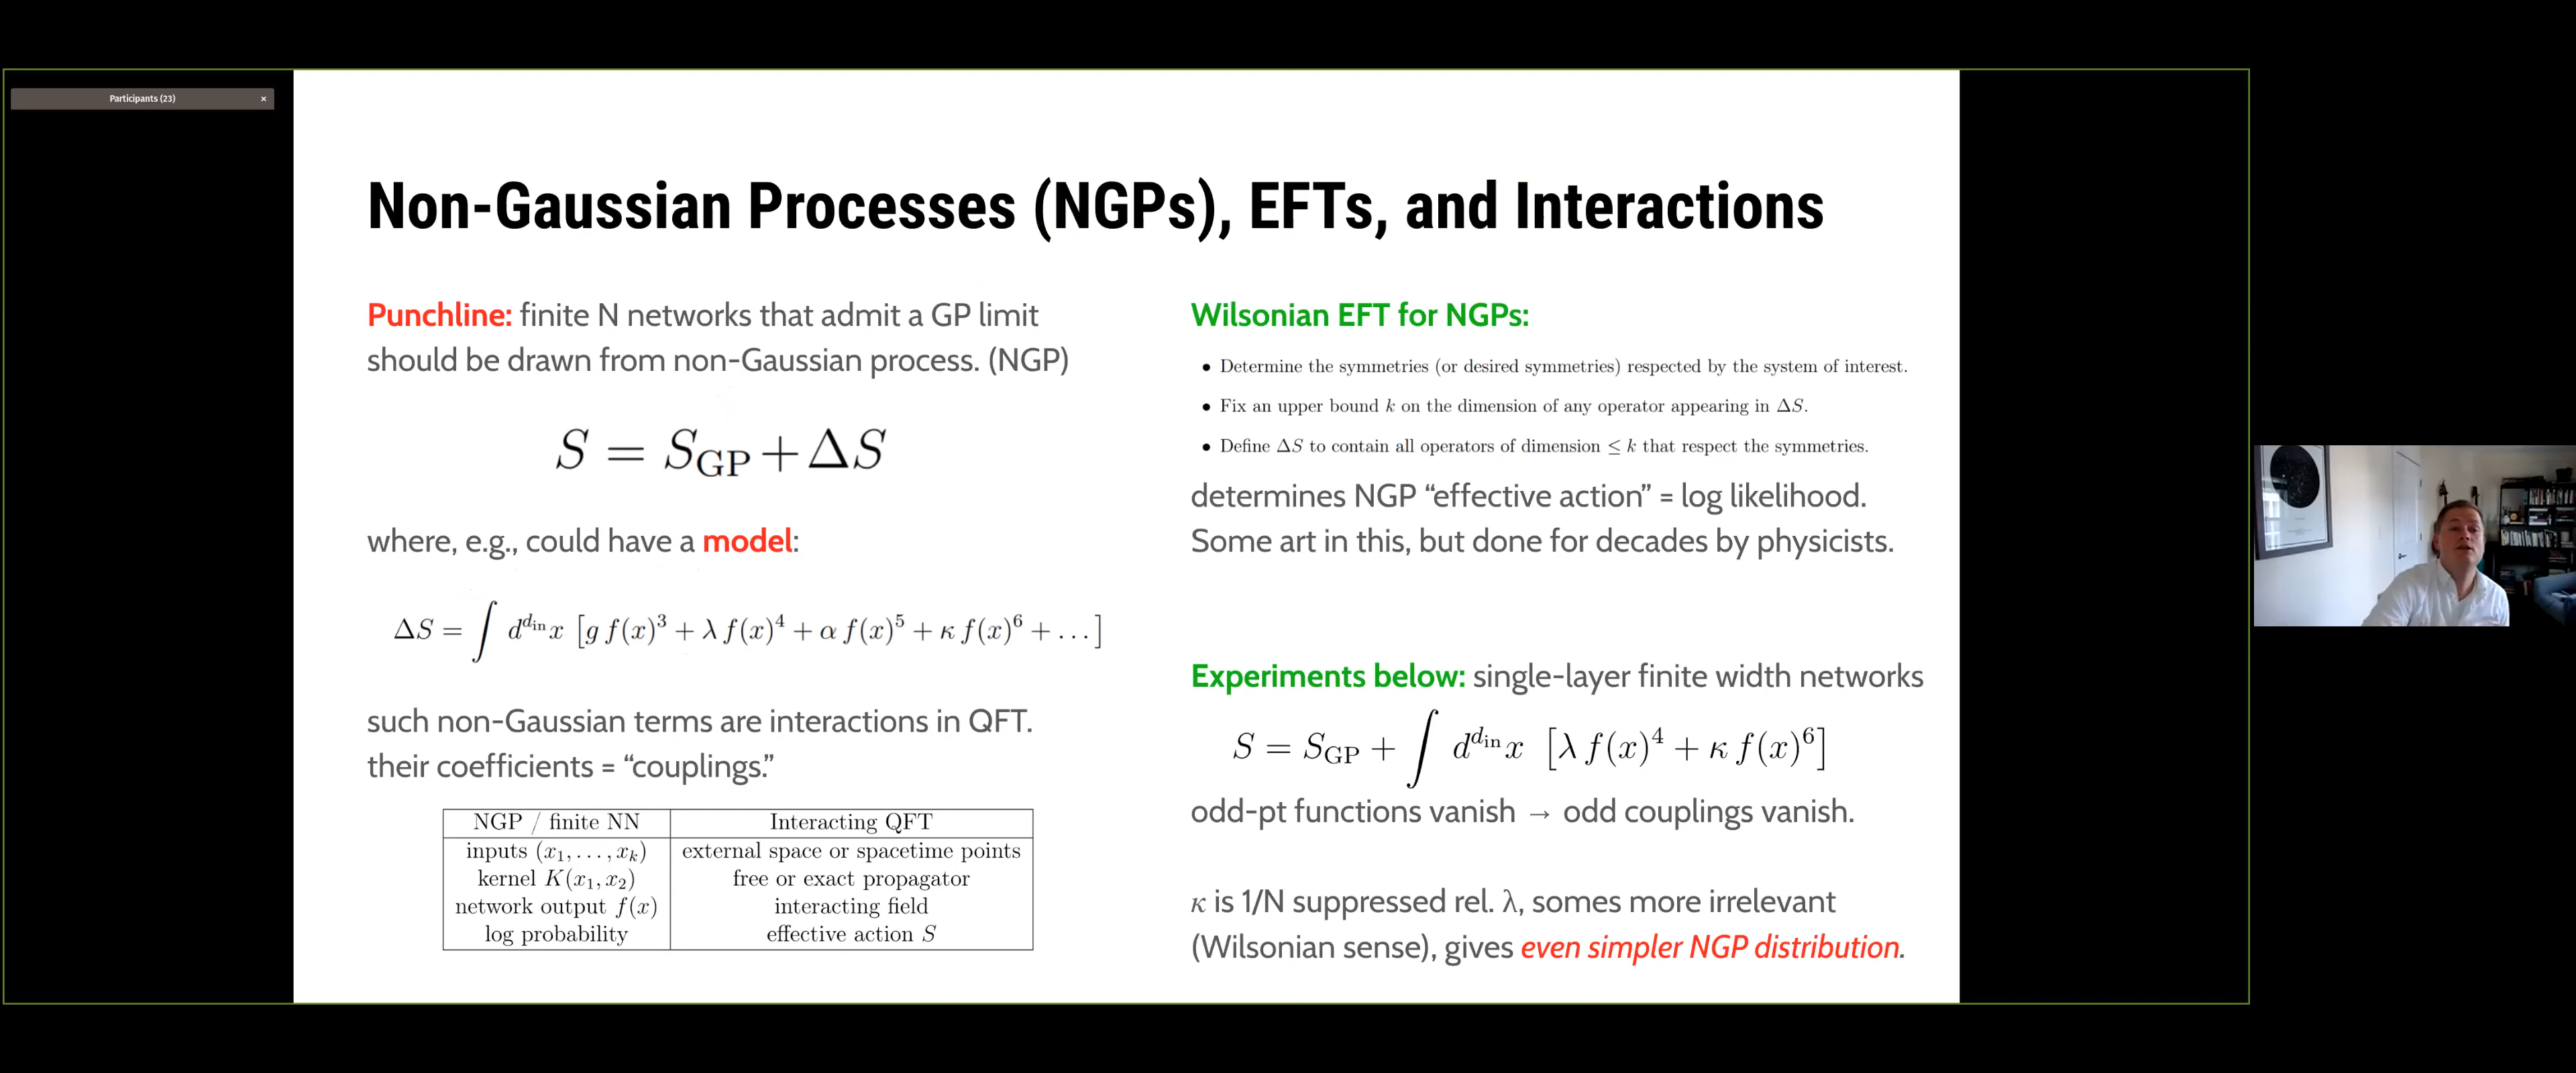 Participants (23)
×
Non-Gaussian Processes (NGPs), EFTs, and Interactions
Punchline: finite N networks that admit a GP limit
should be drawn from non-Gaussian process. (NGP)
S = S_GP + ΔS
where, e.g., could have a model:
ΔS = ∫ d^{d_in}x [g f(x)^3 + λ f(x)^4 + α f(x)^5 + κ f(x)^6 + ...]
such non-Gaussian terms are interactions in QFT.
their coefficients = “couplings.”
NGP / finite NN | Interacting QFT
inputs (x_1, ..., x_k) | external space or spacetime points
kernel K(x_1, x_2) | free or exact propagator
network output f(x) | interacting field
log probability | effective action S
Wilsonian EFT for NGPs:
• Determine the symmetries (or desired symmetries) respected by the system of interest.
• Fix an upper bound k on the dimension of any operator appearing in ΔS.
• Define ΔS to contain all operators of dimension ≤ k that respect the symmetries.
determines NGP “effective action” = log likelihood.
Some art in this, but done for decades by physicists.
Experiments below: single-layer finite width networks
S = S_GP + ∫ d^{d_in}x [λ f(x)^4 + κ f(x)^6]
odd-pt functions vanish → odd couplings vanish.
κ is 1/N suppressed rel. λ, somes more irrelevant
(Wilsonian sense), gives even simpler NGP distribution.